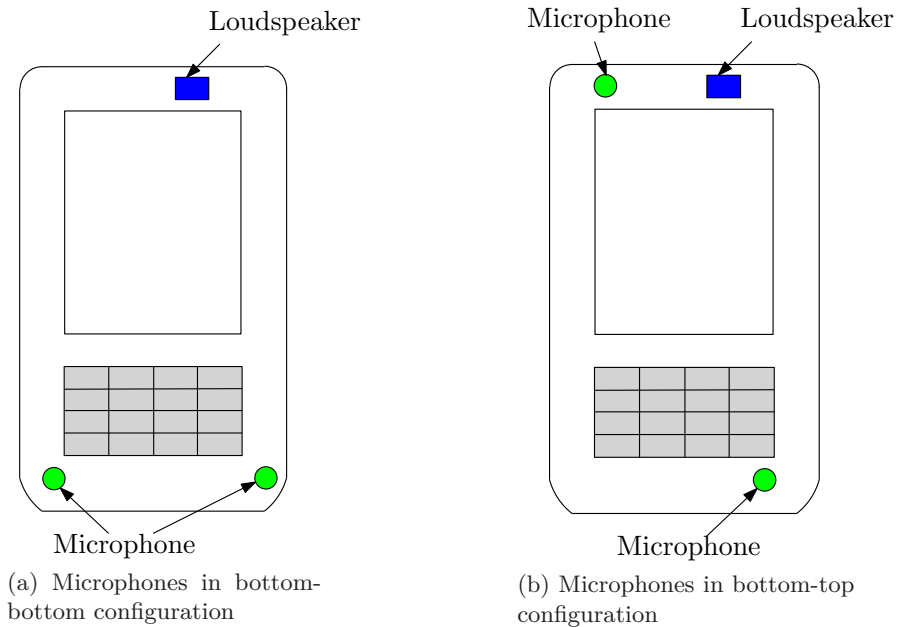 Loudspeaker
Microphone
(a) Microphones in bottom-
bottom configuration
Microphone
Loudspeaker
Microphone
(b) Microphones in bottom-top
configuration